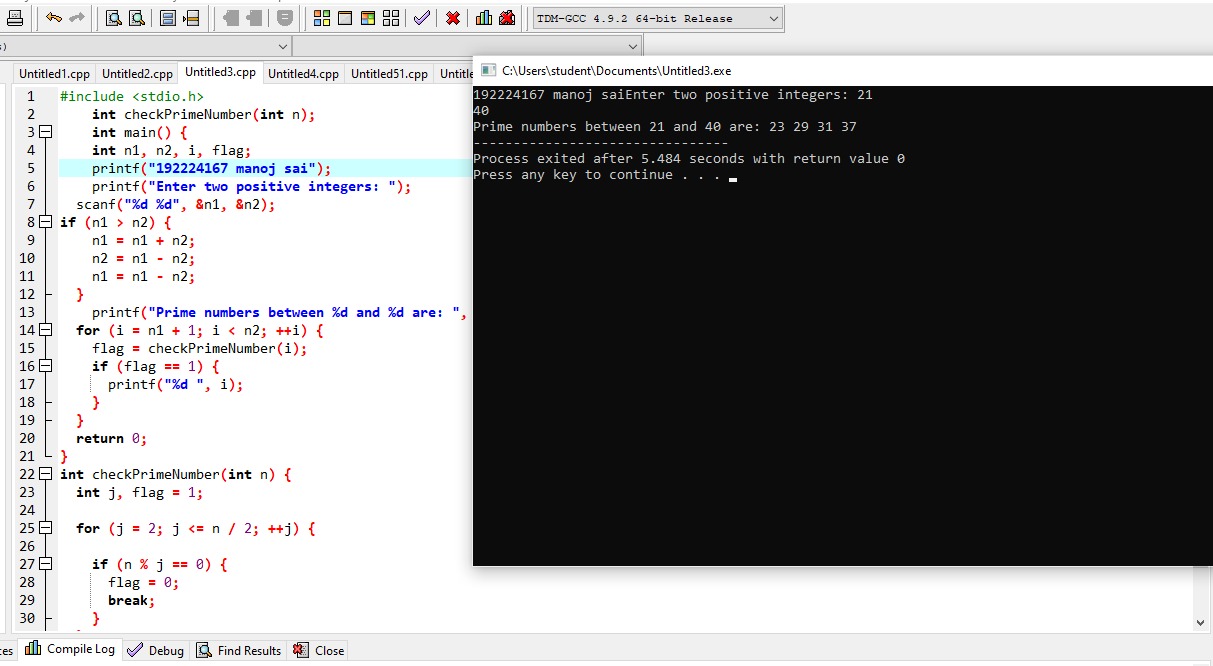 TDM-GCC 4.9.2 64-bit Release
Untitled1.cpp Untitled2.cpp Untitled3.cpp Untitled4.cpp Untitled51.cpp Untitle
1 #include <stdio.h>
2 int checkPrimeNumber(int n);
3 int main() {
4 int n1, n2, i, flag;
5 printf("192224167 manoj sai");
6 printf("Enter two positive integers: ");
7 scanf("%d %d", &n1, &n2);
8 if (n1 > n2) {
9 n1 = n1 + n2;
10 n2 = n1 - n2;
11 n1 = n1 - n2;
12 }
13 printf("Prime numbers between %d and %d are: ",
14 for (i = n1 + 1; i < n2; ++i) {
15 flag = checkPrimeNumber(i);
16 if (flag == 1) {
17 printf("%d ", i);
18 }
19 }
20 return 0;
21 }
22 int checkPrimeNumber(int n) {
23 int j, flag = 1;
24
25 for (j = 2; j <= n / 2; ++j) {
26
27 if (n % j == 0) {
28 flag = 0;
29 break;
30 }
C:\Users\student\Documents\Untitled3.exe
192224167 manoj saiEnter two positive integers: 21
40
Prime numbers between 21 and 40 are: 23 29 31 37
--------------------------------
Process exited after 5.484 seconds with return value 0
Press any key to continue . . .
ces Compile Log Debug Find Results Close